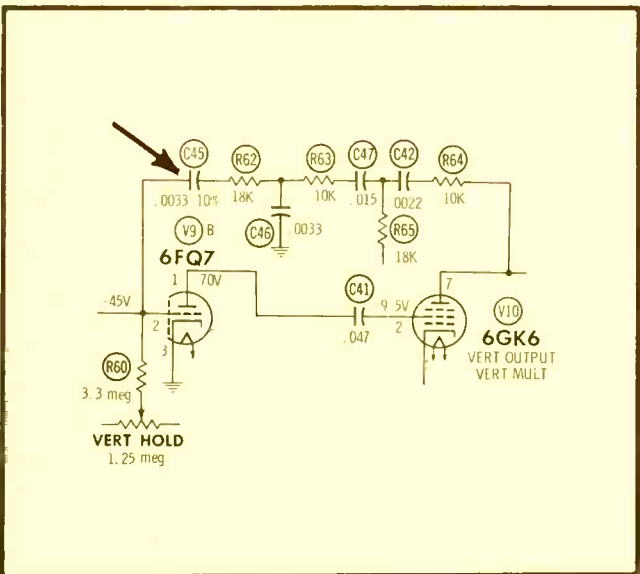 C45 R62 R63 C47 C42 R64
.0033 10% 18K 10K .015 .0022 10K
C46 .0033 R65
18K
V9 B
6FQ7
1 70V
-45V
2
3
C41
.047
9.5V
2
7
V10
6GK6
VERT OUTPUT
VERT MULT
R60
3.3 meg
VERT HOLD
1.25 meg